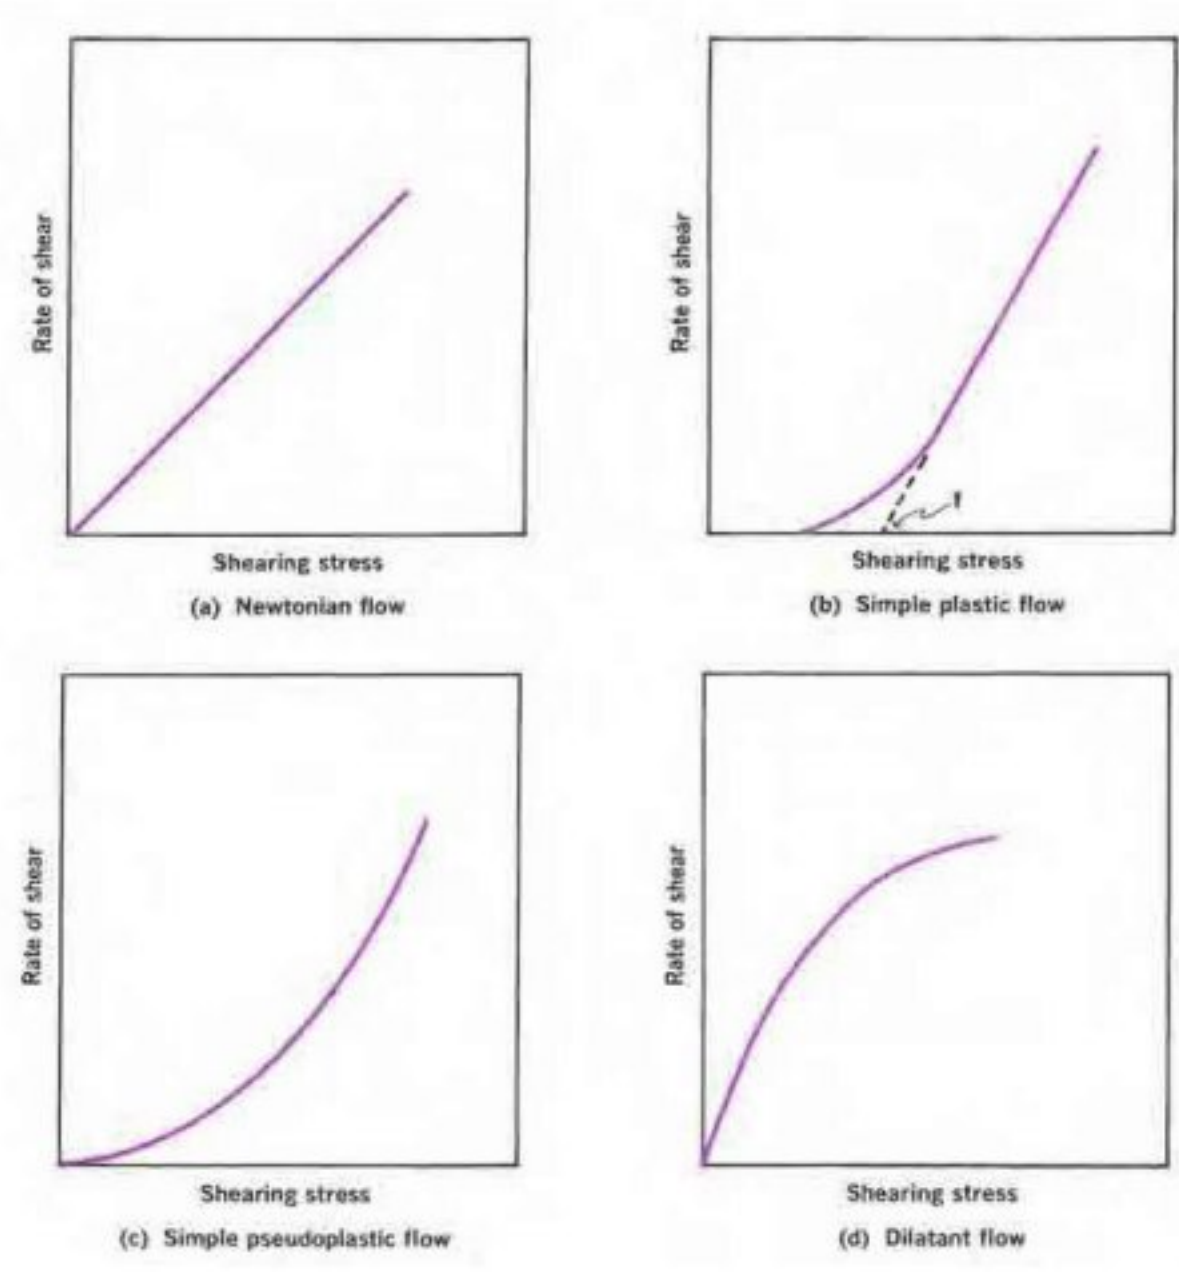 Rate of shear
Shearing stress
(a) Newtonian flow
Rate of shear
Shearing stress
(b) Simple plastic flow
Rate of shear
Shearing stress
(c) Simple pseudoplastic flow
Rate of shear
Shearing stress
(d) Dilatant flow